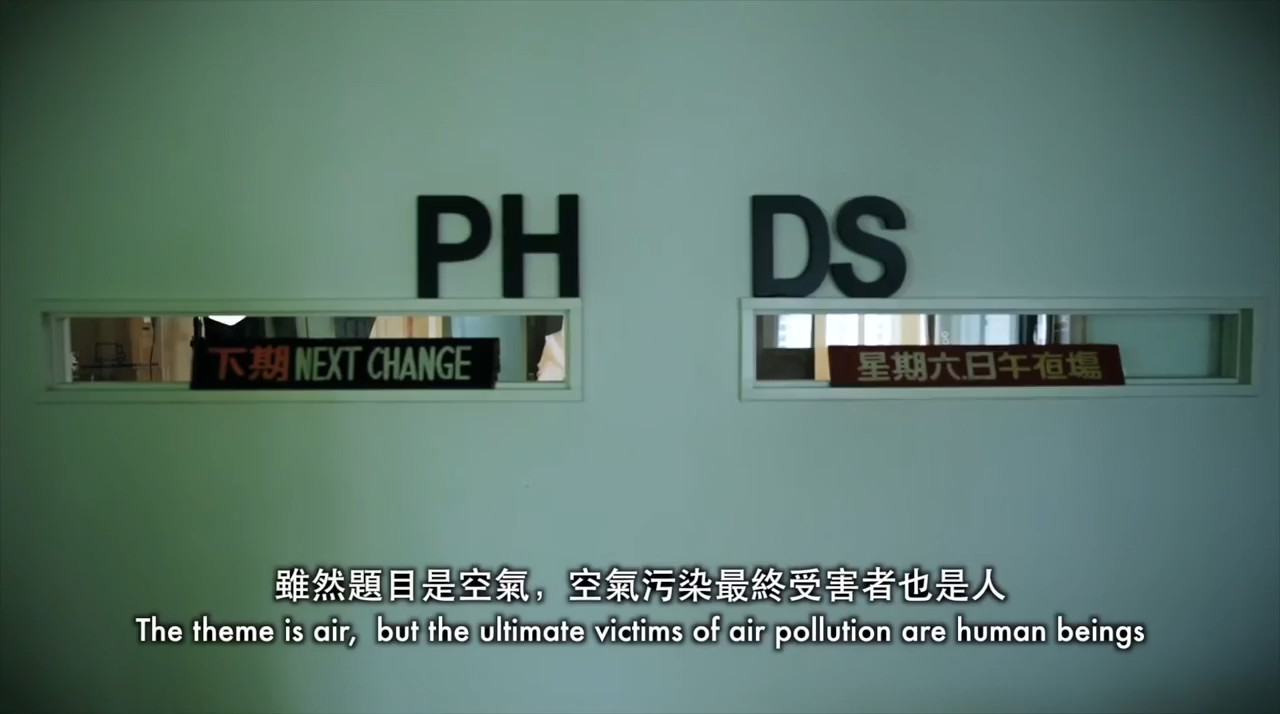 PH DS
下期 NEXT CHANGE
星期六.日午夜場
雖然題目是空氣，空氣污染最終受害者也是人
The theme is air, but the ultimate victims of air pollution are human beings